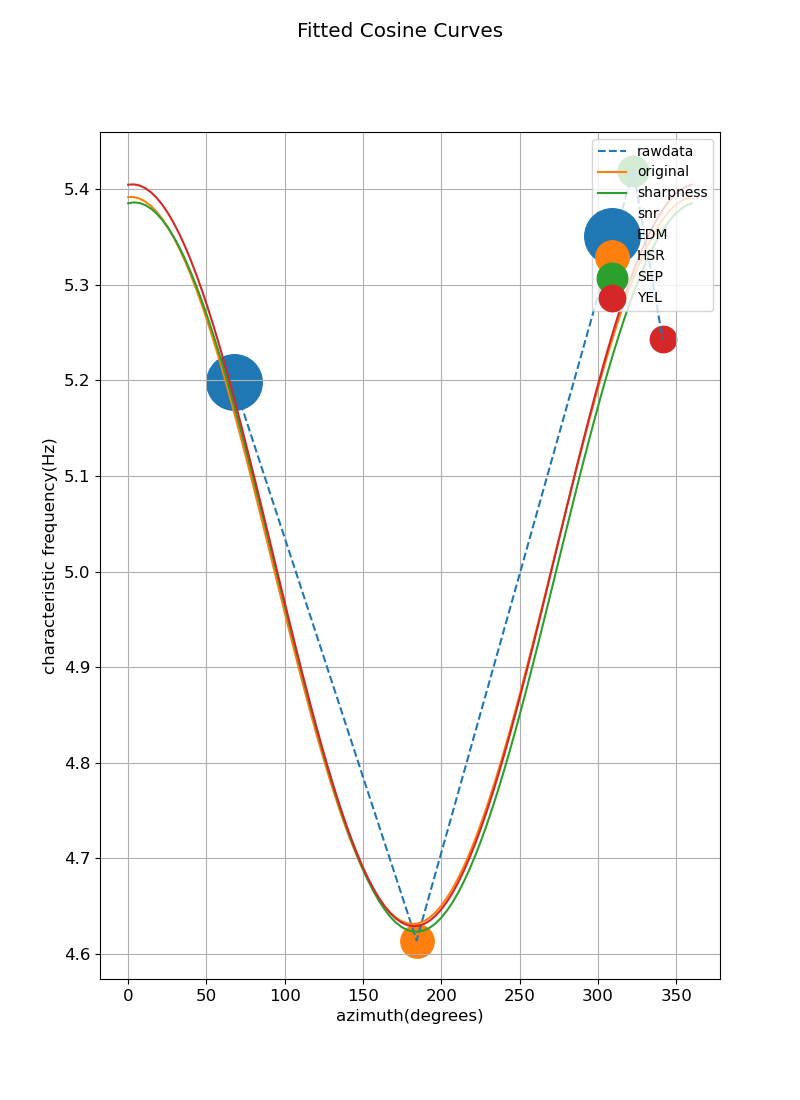 Fitted Cosine Curves
rawdata
original
sharpness
snr
EDM
HSR
SEP
YEL
characteristic frequency(Hz)
5.4
5.3
5.2
5.1
5.0
4.9
4.8
4.7
4.6
0 50 100 150 200 250 300 350
azimuth(degrees)